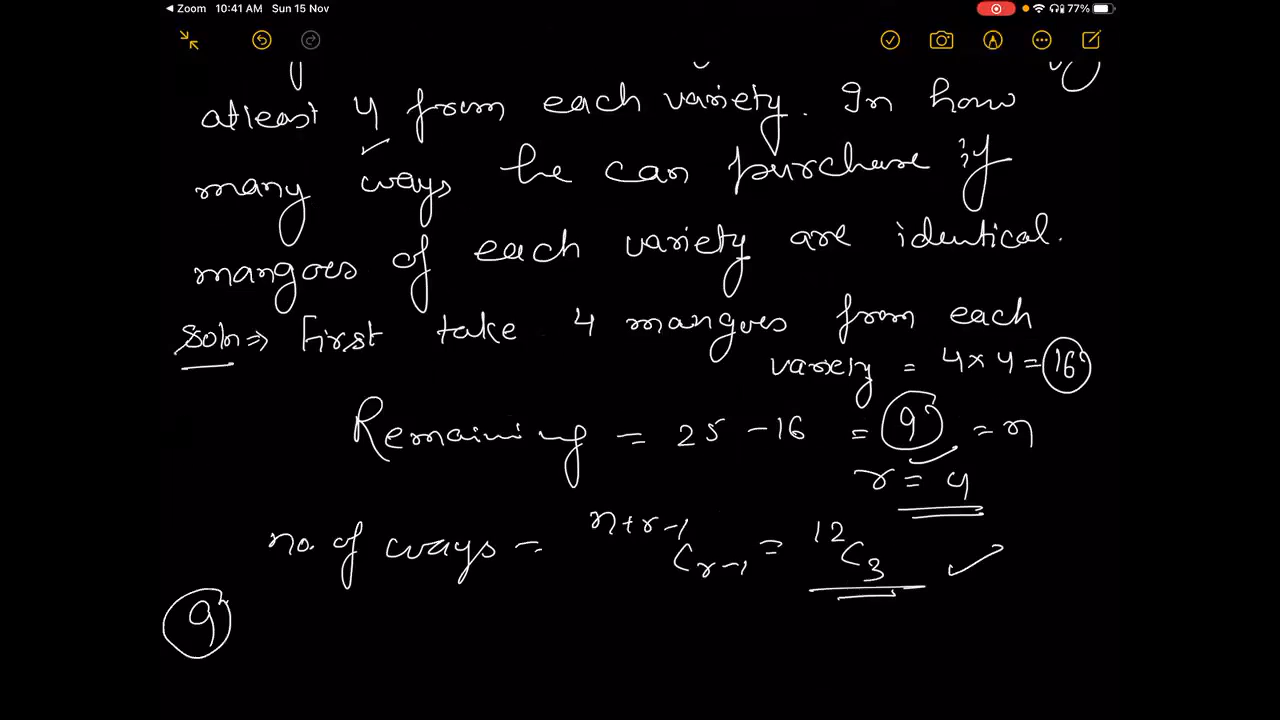 Zoom 10:41 AM Sun 15 Nov 77%
atleast 4 from each variety. In how
many ways he can purchase if
mangoes of each variety are identical.
Soln⇒ First take 4 mangoes from each
variety = 4×4=16
Remaining = 25 - 16 = 9 = n
r = 4
no. of ways = n+r-1Cr-1 = 12C3
9